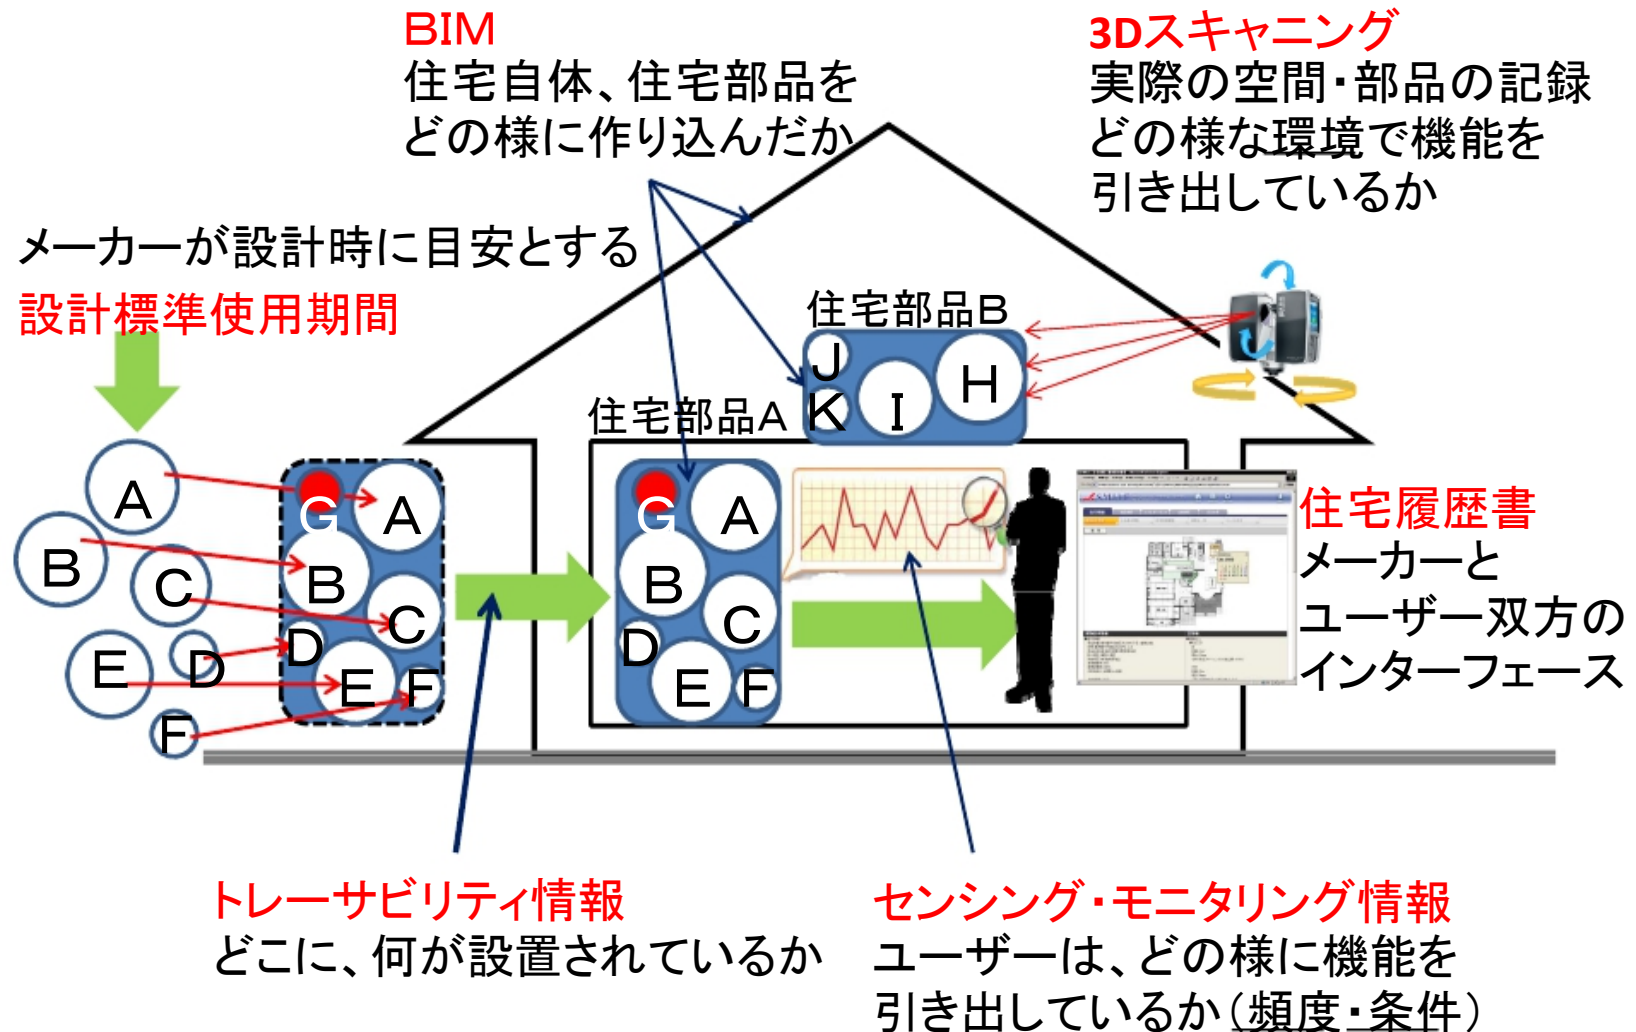 BIM
住宅自体、住宅部品を
どの様に作り込んだか
3Dスキャニング
実際の空間・部品の記録
どの様な環境で機能を
引き出しているか
メーカーが設計時に目安とする
設計標準使用期間
住宅部品B
J
K
I
H
住宅部品A
A
B
C
D
E
F
G
A
B
C
D
E
F
G
A
B
C
D
E
F
住宅履歴書
メーカーと
ユーザー双方の
インターフェース
トレーサビリティ情報
どこに、何が設置されているか
センシング・モニタリング情報
ユーザーは、どの様に機能を
引き出しているか(頻度・条件)